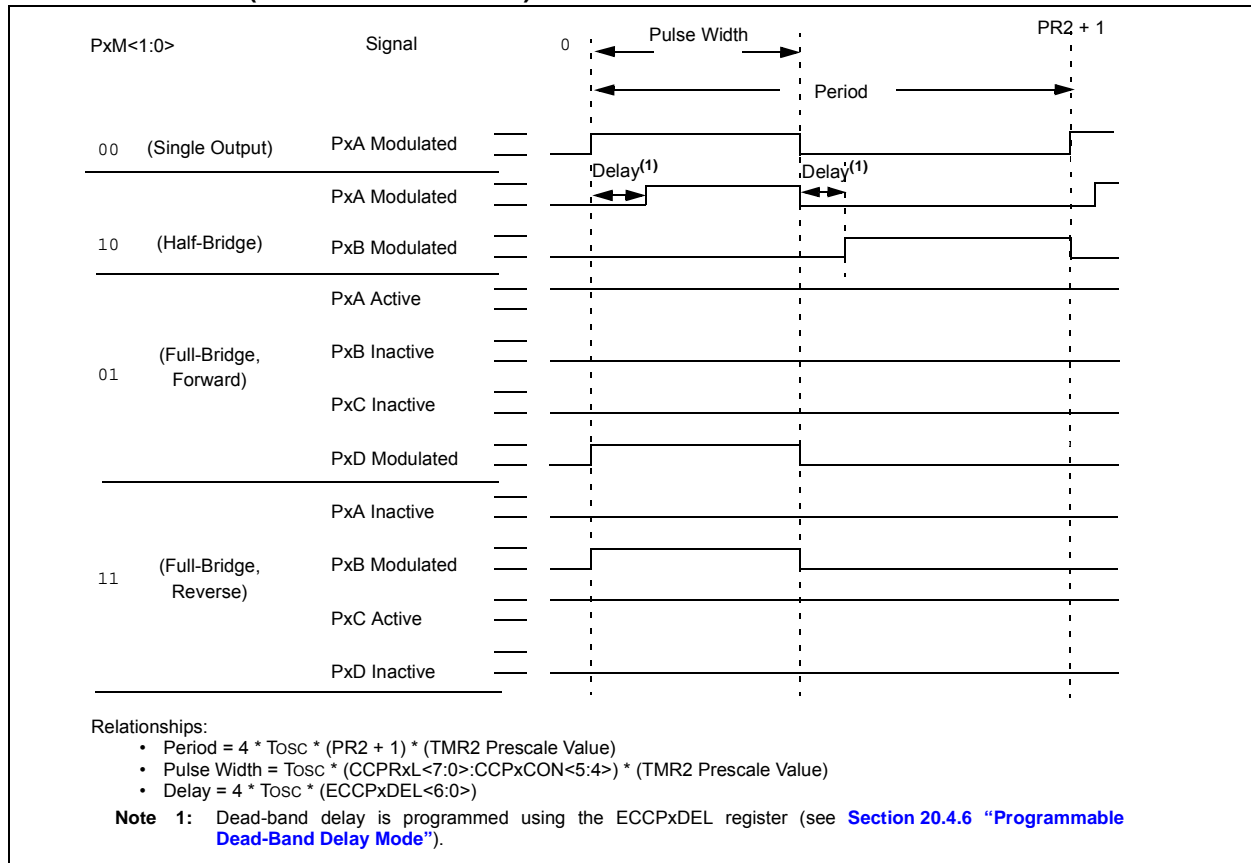 PxM<1:0> Signal 0 Pulse Width PR2 + 1
Period
00 (Single Output) PxA Modulated
Delay(1) Delay(1)
PxA Modulated
10 (Half-Bridge) PxB Modulated
PxA Active
(Full-Bridge, Forward) PxB Inactive
01
PxC Inactive
PxD Modulated
PxA Inactive
(Full-Bridge, Reverse) PxB Modulated
11
PxC Active
PxD Inactive
Relationships:
• Period = 4 * TOSC * (PR2 + 1) * (TMR2 Prescale Value)
• Pulse Width = TOSC * (CCPRxL<7:0>:CCPxCON<5:4>) * (TMR2 Prescale Value)
• Delay = 4 * TOSC * (ECCPxDEL<6:0>)
Note 1: Dead-band delay is programmed using the ECCPxDEL register (see Section 20.4.6 “Programmable
Dead-Band Delay Mode”).